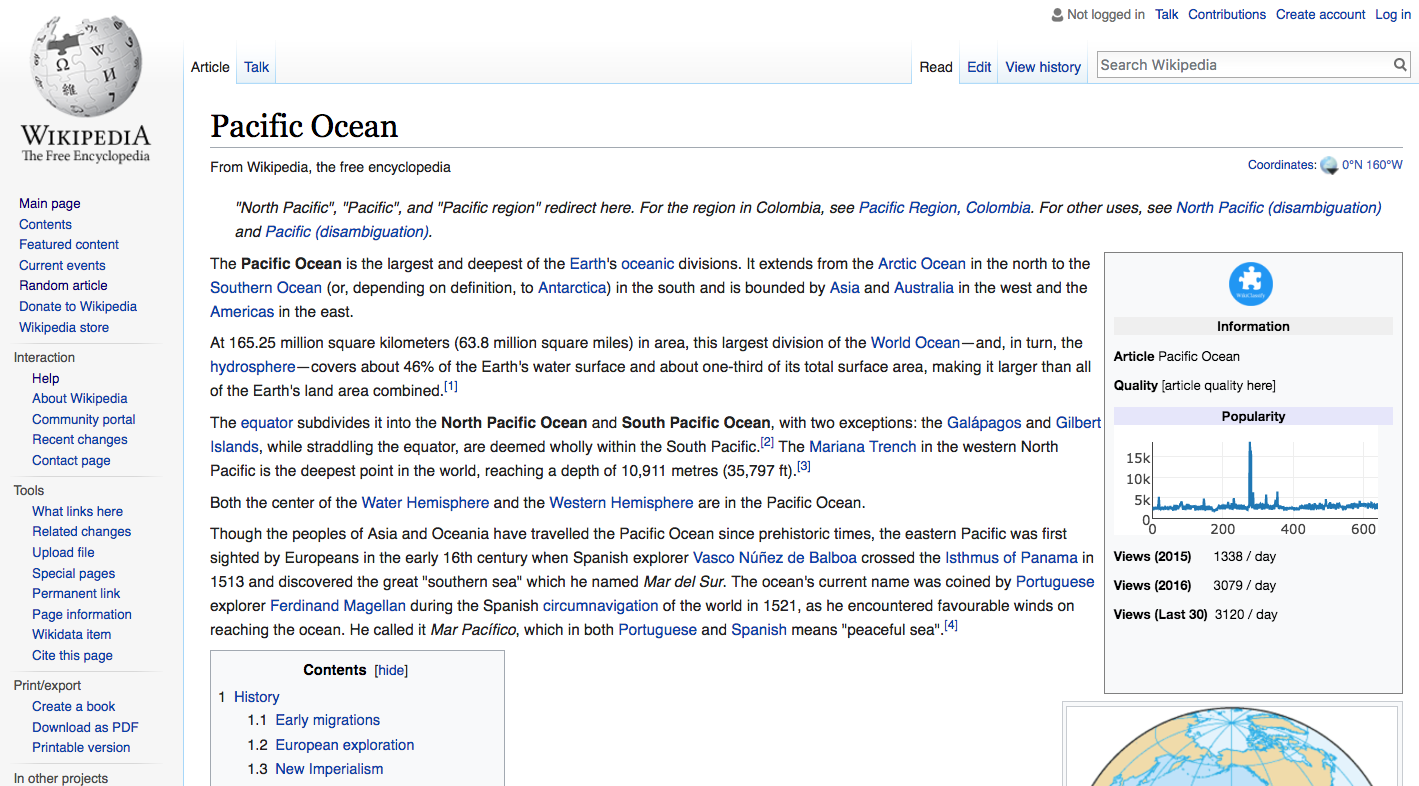 Not logged in Talk Contributions Create account Log in
Article Talk Read Edit View history Search Wikipedia
WIKIPEDIA
The Free Encyclopedia
Main page
Contents
Featured content
Current events
Random article
Donate to Wikipedia
Wikipedia store
Interaction
Help
About Wikipedia
Community portal
Recent changes
Contact page
Tools
What links here
Related changes
Upload file
Special pages
Permanent link
Page information
Wikidata item
Cite this page
Print/export
Create a book
Download as PDF
Printable version
In other projects
Pacific Ocean
From Wikipedia, the free encyclopedia
Coordinates: 0°N 160°W
"North Pacific", "Pacific", and "Pacific region" redirect here. For the region in Colombia, see Pacific Region, Colombia. For other uses, see North Pacific (disambiguation)
and Pacific (disambiguation).
The Pacific Ocean is the largest and deepest of the Earth's oceanic divisions. It extends from the Arctic Ocean in the north to the
Southern Ocean (or, depending on definition, to Antarctica) in the south and is bounded by Asia and Australia in the west and the
Americas in the east.
At 165.25 million square kilometers (63.8 million square miles) in area, this largest division of the World Ocean—and, in turn, the
hydrosphere—covers about 46% of the Earth's water surface and about one-third of its total surface area, making it larger than all
of the Earth's land area combined.[1]
The equator subdivides it into the North Pacific Ocean and South Pacific Ocean, with two exceptions: the Galápagos and Gilbert
Islands, while straddling the equator, are deemed wholly within the South Pacific.[2] The Mariana Trench in the western North
Pacific is the deepest point in the world, reaching a depth of 10,911 metres (35,797 ft).[3]
Both the center of the Water Hemisphere and the Western Hemisphere are in the Pacific Ocean.
Though the peoples of Asia and Oceania have travelled the Pacific Ocean since prehistoric times, the eastern Pacific was first
sighted by Europeans in the early 16th century when Spanish explorer Vasco Núñez de Balboa crossed the Isthmus of Panama in
1513 and discovered the great "southern sea" which he named Mar del Sur. The ocean's current name was coined by Portuguese
explorer Ferdinand Magellan during the Spanish circumnavigation of the world in 1521, as he encountered favourable winds on
reaching the ocean. He called it Mar Pacífico, which in both Portuguese and Spanish means "peaceful sea".[4]
Contents [hide]
1 History
1.1 Early migrations
1.2 European exploration
1.3 New Imperialism
WikiClassify
Information
Article Pacific Ocean
Quality [article quality here]
Popularity
15k
10k
5k
0
0 200 400 600
Views (2015) 1338 / day
Views (2016) 3079 / day
Views (Last 30) 3120 / day